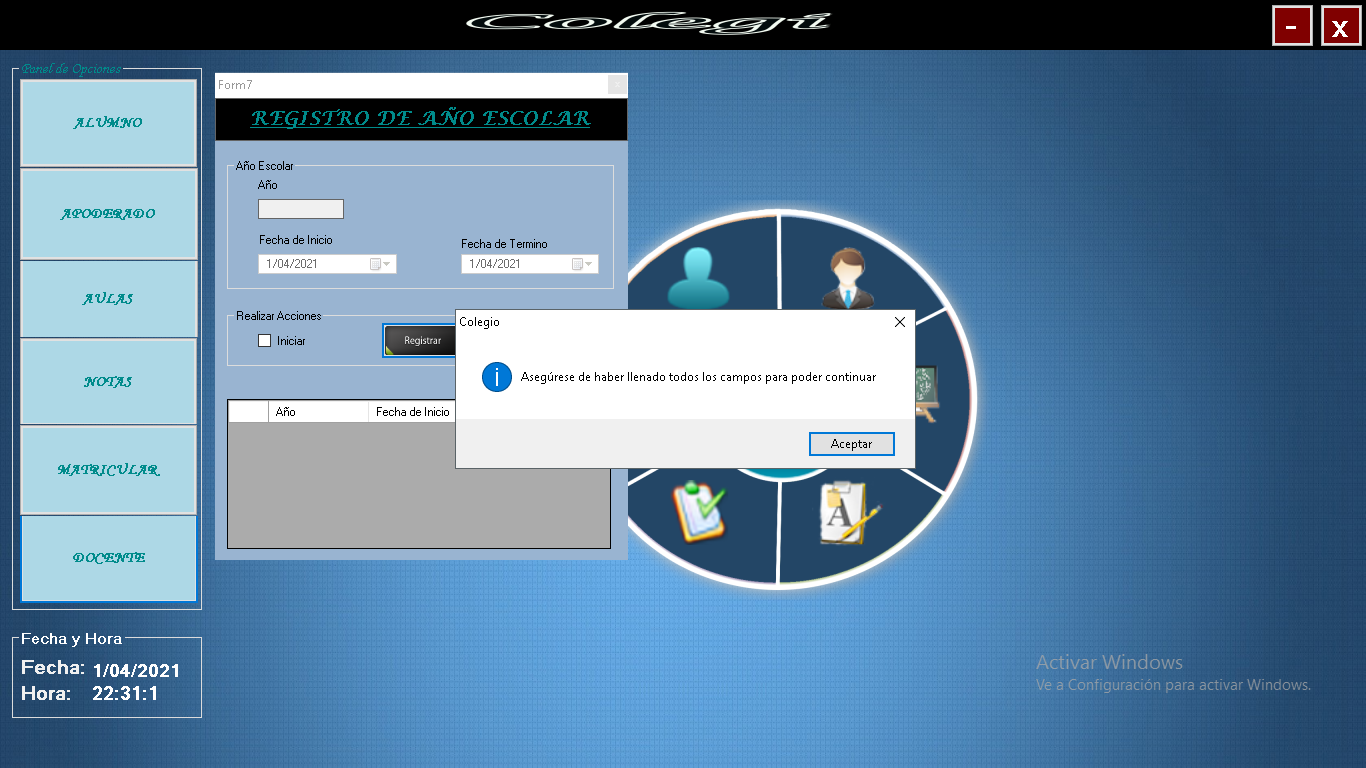 Colegi
-
x
Panel de Opciones
ALUMNO
APODERADO
AULAS
NOTAS
MATRICULAR
DOCENTE
Fecha y Hora
Fecha: 1/04/2021
Hora: 22:31:1
Form7
REGISTRO DE AÑO ESCOLAR
Año Escolar
Año
Fecha de Inicio
Fecha de Termino
1/04/2021
1/04/2021
Realizar Acciones
Iniciar
Registrar
Año
Fecha de Inicio
Colegio
Asegúrese de haber llenado todos los campos para poder continuar
Aceptar
A
Activar Windows
Ve a Configuración para activar Windows.